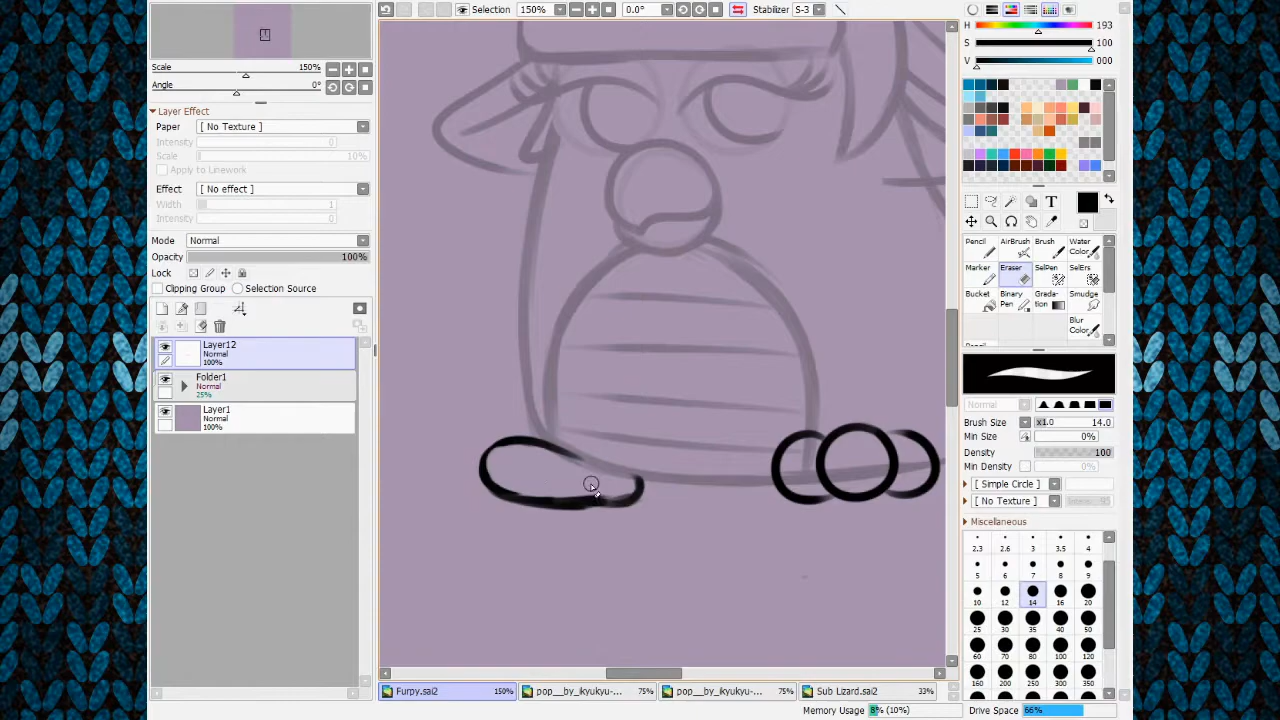 Selection 150% 0.0° Stabilizer S-3
Scale 150%
Angle 0°
Layer Effect
Paper [ No Texture ]
Intensity 0
Scale 10%
Apply to Linework
Effect [ No effect ]
Width 1
Intensity 0
Mode Normal
Opacity 100%
Lock
Clipping Group Selection Source
Layer12
Normal
100%
Folder1
Normal
25%
Layer1
Normal
100%
H 193
S 100
V 000
T
Pencil AirBrush Brush Water Color
Marker Eraser SelPen SelErs
Bucket Binary Pen Gradation Smudge
Blur Color
Normal
Brush Size x1.0 14.0
Min Size 0%
Density 100
Min Density 0%
[ Simple Circle ]
[ No Texture ]
Miscellaneous
2.3 2.6 3 3.5 4
5 6 7 8 9
10 12 14 16 20
25 30 35 40 50
60 70 80 100 120
160 200 250 300 350
Furpy.sai2 150% pop__by_ikyukyu-... 75% pop__by_ikyukyu-... 75% Sub Lizard.sai2 33%
Memory Usage 8% (10%) Drive Space 66%